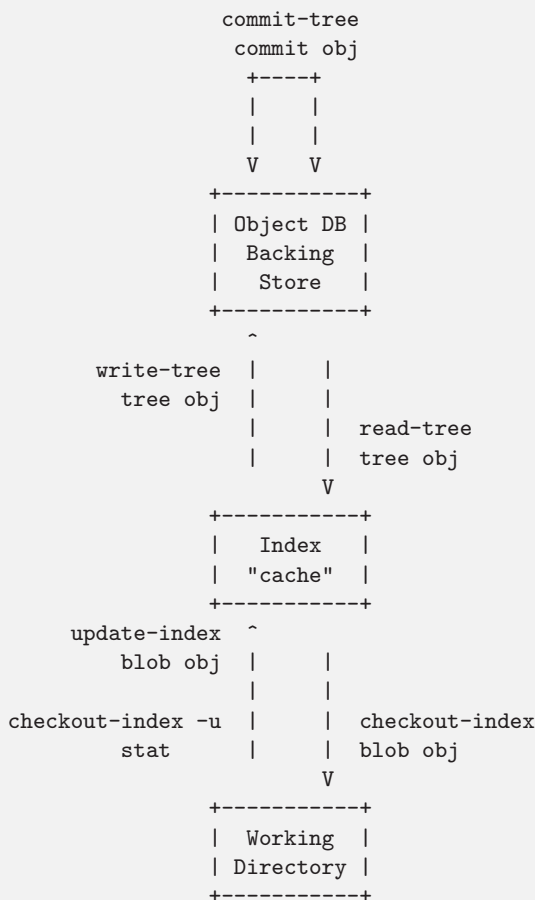 commit-tree
commit obj
+----+
|    |
|    |
V    V
+-----------+
| Object DB |
|  Backing  |
|   Store   |
+-----------+
^
write-tree  |     |
tree obj  |     |
|     |  read-tree
|     |  tree obj
V
+-----------+
|   Index   |
|  "cache"  |
+-----------+
update-index  ^
blob obj  |     |
|     |
checkout-index -u  |     |  checkout-index
stat      |     |  blob obj
V
+-----------+
|  Working  |
| Directory |
+-----------+